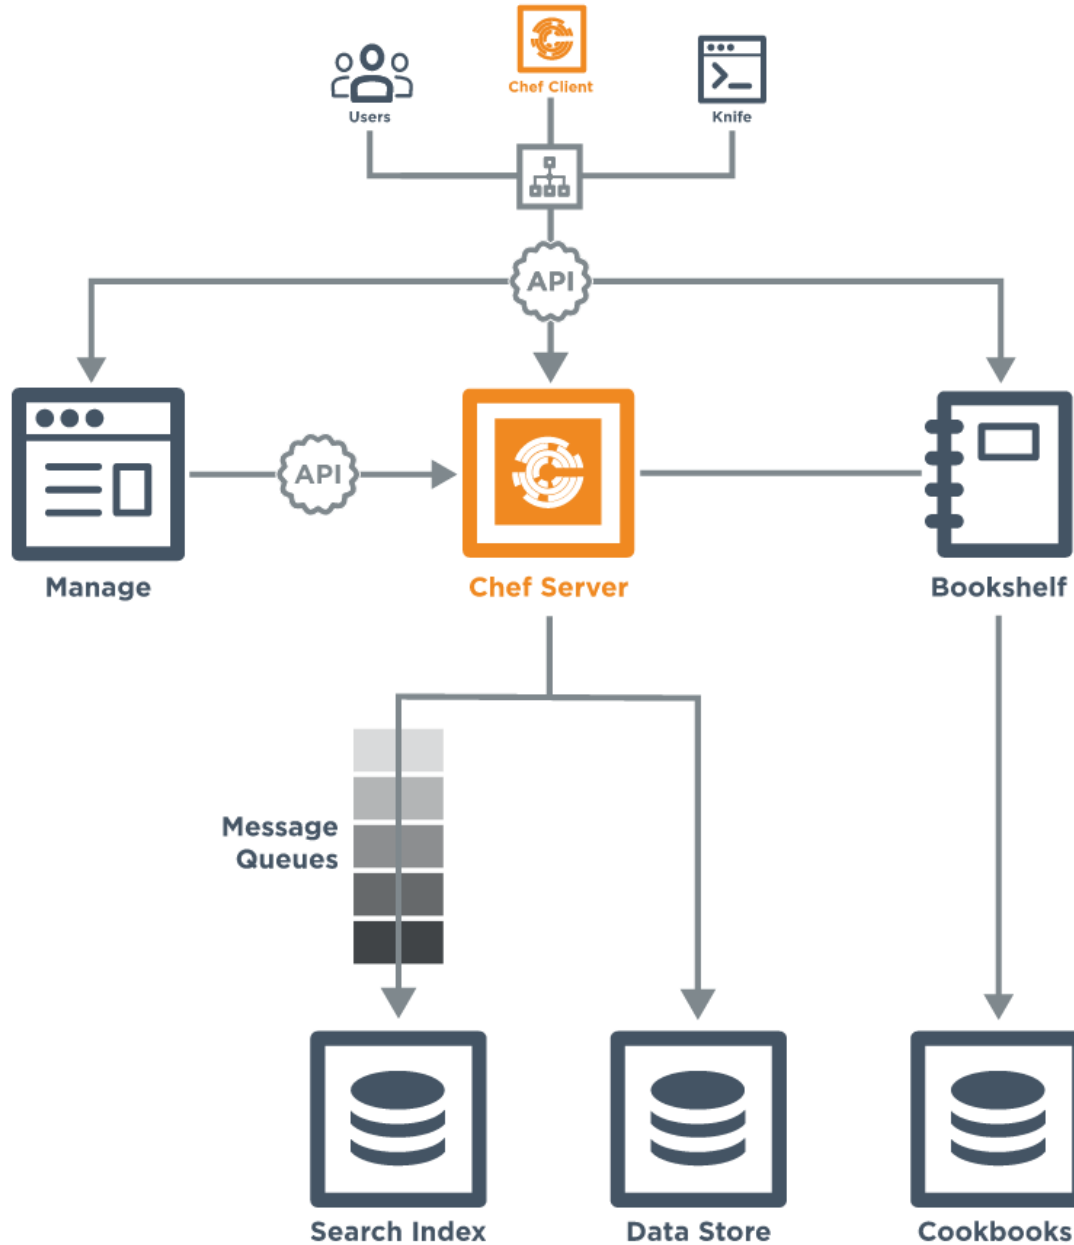 Chef Client
Users
Knife
API
API
Manage
Chef Server
Bookshelf
Message
Queues
Search Index
Data Store
Cookbooks